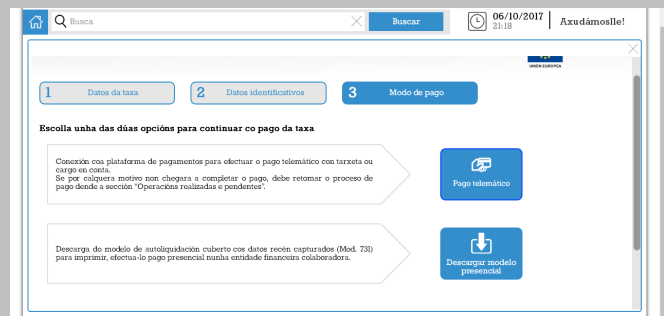 Busca
Buscar
06/10/2017
21:18
Axudámoslle!
UNIÓN EUROPEA
1 Datos da taxa
2 Datos identificativos
3 Modo de pago
Escolla unha das dúas opcións para continuar co pago da taxa
Conexión coa plataforma de pagamentos para efectuar o pago telemático con tarxeta ou
cargo en conta.
Se por calquera motivo non chegara a completar o pago, debe retomar o proceso de
pago dende a sección "Operacións realizadas e pendentes".
Pago telemático
Descarga do modelo de autoliquidación cuberto cos datos recén capturados (Mod. 731)
para imprimir, efectua-lo pago presencial nunha entidade financeira colaboradora.
Descargar modelo
presencial